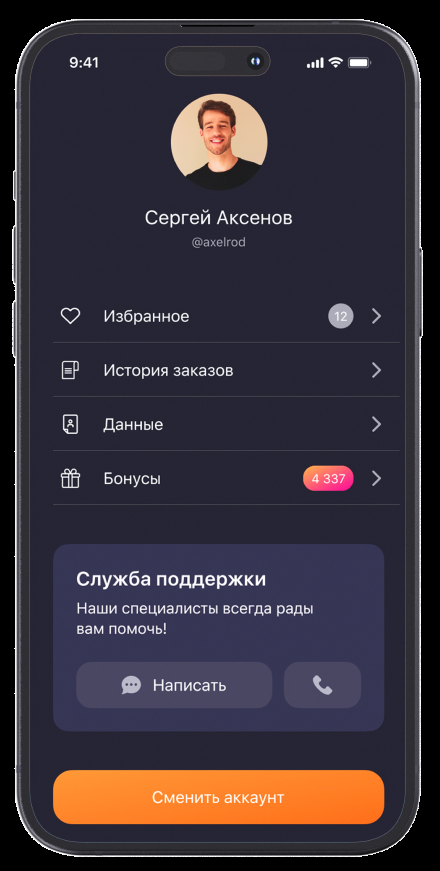 9:41
Сергей Аксенов
@axelrod
Избранное 12
История заказов
Данные
Бонусы 4 337
Служба поддержки
Наши специалисты всегда рады
вам помочь!
Написать
Сменить аккаунт